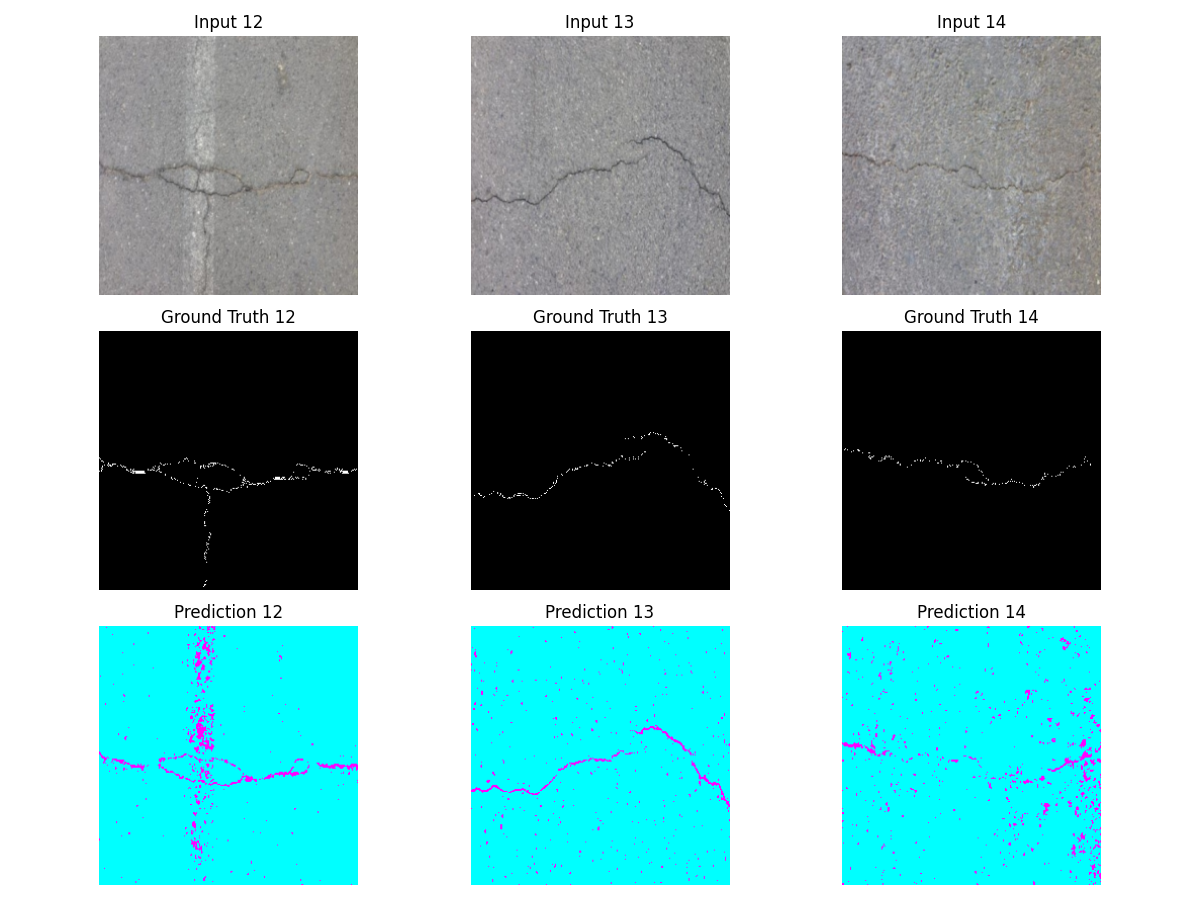 Input 12
Input 13
Input 14
Ground Truth 12
Ground Truth 13
Ground Truth 14
Prediction 12
Prediction 13
Prediction 14